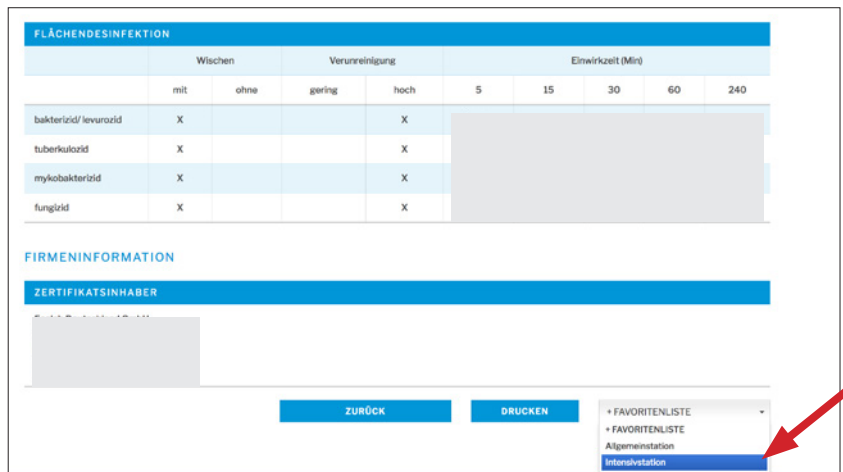 FLÄCHENDESINFEKTION
Wischen Verunreinigung Einwirkzeit (Min)
mit ohne gering hoch 5 15 30 60 240
bakterizid/ levurozid X X
tuberkulozid X X
mykobakterizid X X
fungizid X X
FIRMENINFORMATION
ZERTIFIKATSINHABER
ZURÜCK DRUCKEN + FAVORITENLISTE
+ FAVORITENLISTE
Allgemeinstation
Intensivstation